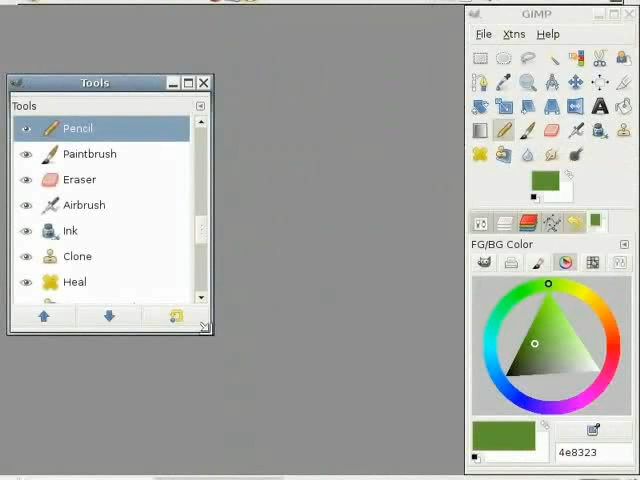 GIMP
File Xtns Help
Tools
Tools
Pencil
Paintbrush
Eraser
Airbrush
Ink
Clone
Heal
FG/BG Color
4e8323